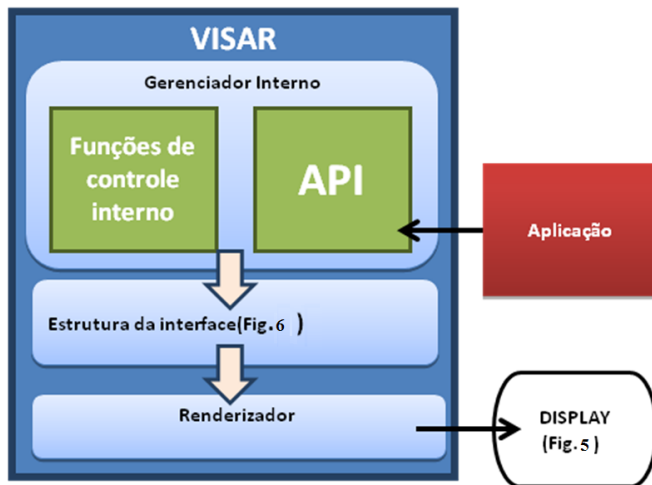 VISAR
Gerenciador Interno
Funções de
controle
interno
API
Aplicação
Estrutura da interface(Fig.6 )
Renderizador
DISPLAY
(Fig.5 )